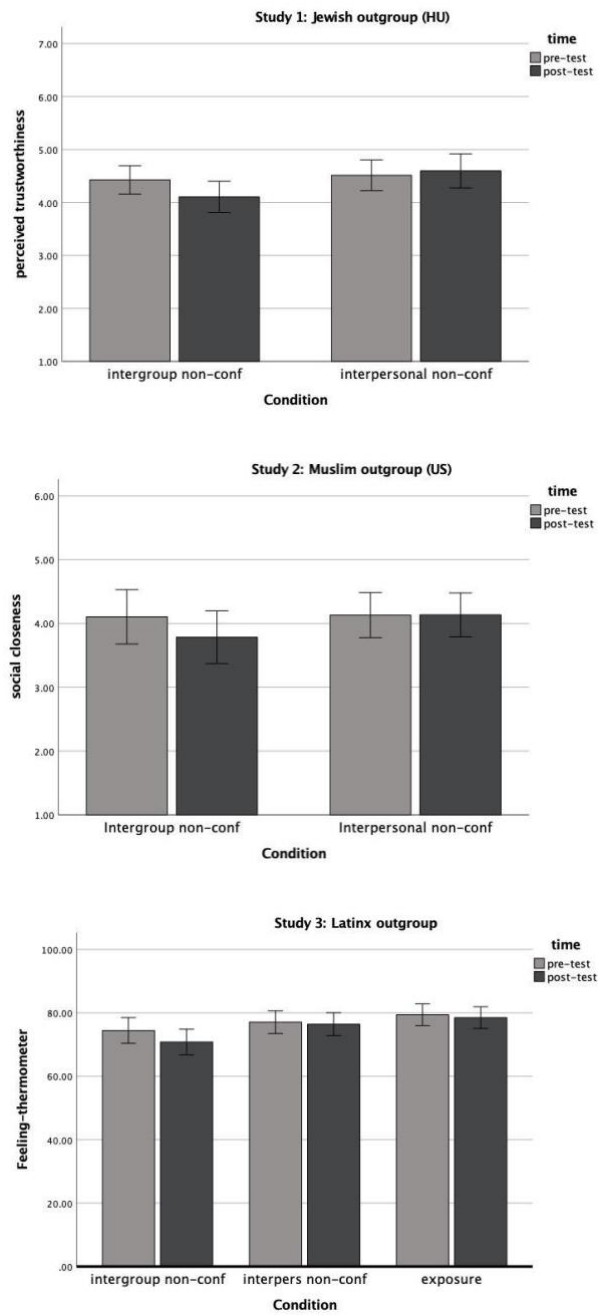 Study 1: Jewish outgroup (HU)
time
pre-test
post-test
7.00
6.00
5.00
4.00
3.00
2.00
1.00
perceived trustworthiness
intergroup non-conf
interpersonal non-conf
Condition
Study 2: Muslim outgroup (US)
time
pre-test
post-test
6.00
5.00
4.00
3.00
2.00
1.00
social closeness
Intergroup non-conf
Interpersonal non-conf
Condition
Study 3: Latinx outgroup
time
pre-test
post-test
100.00
80.00
60.00
40.00
20.00
.00
Feeling-thermometer
intergroup non-conf
interpers non-conf
exposure
Condition